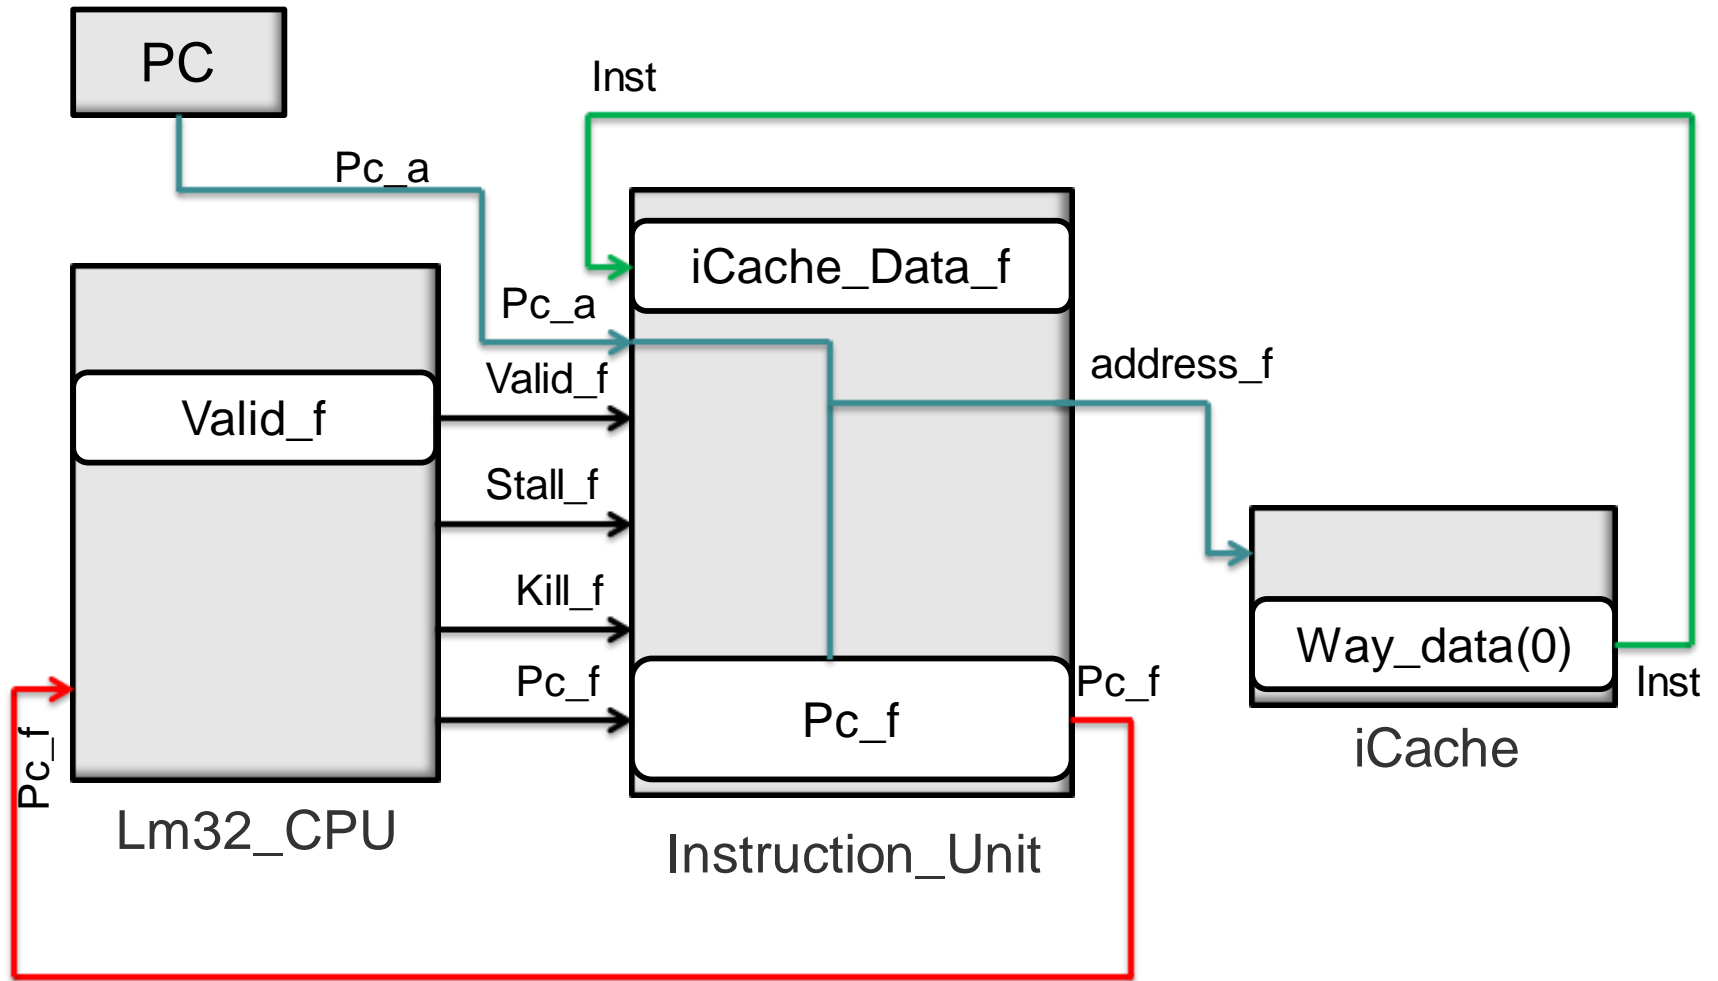 PC
Inst
Pc_a
iCache_Data_f
Pc_a
Valid_f
address_f
Valid_f
Stall_f
Kill_f
Way_data(0)
Pc_f
Pc_f
Inst
Pc_f
Pc_f
iCache
Lm32_CPU
Instruction_Unit